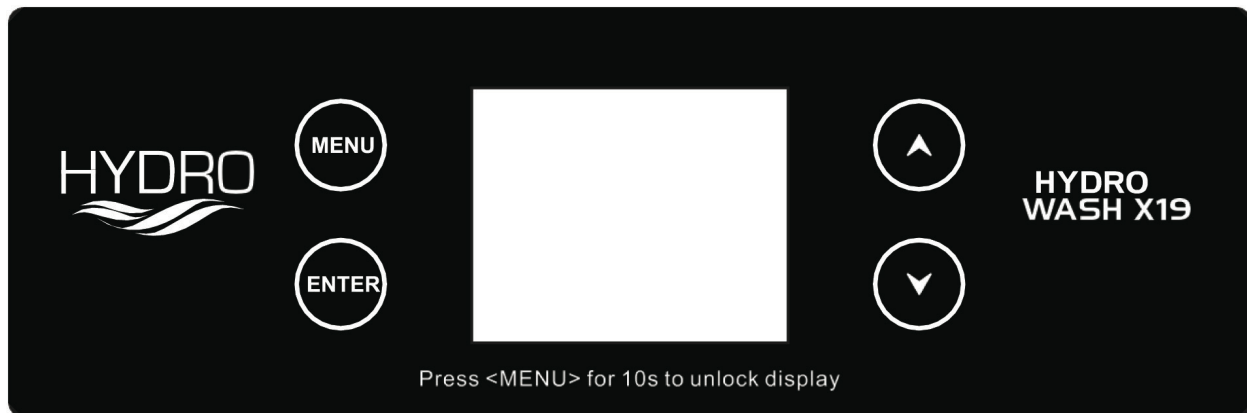 HYDRO
MENU
ENTER
HYDRO
WASH X19
Press <MENU> for 10s to unlock display